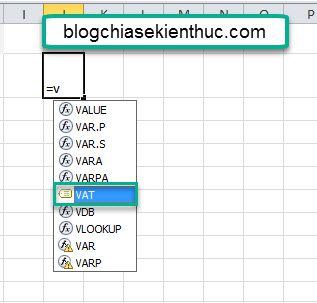 blogchiasekienthuc.com
=v
VALUE
VAR.P
VAR.S
VARA
VARPA
VAT
VDB
VLOOKUP
VAR
VARP